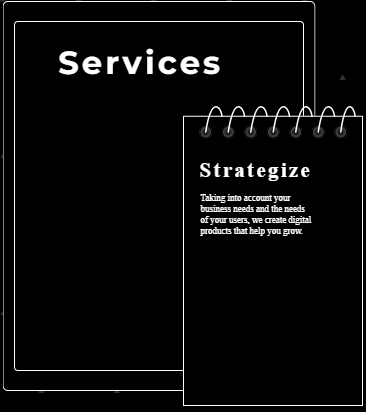 Services
Strategize
Taking into account your
business needs and the needs
of your users, we create digital
products that help you grow.